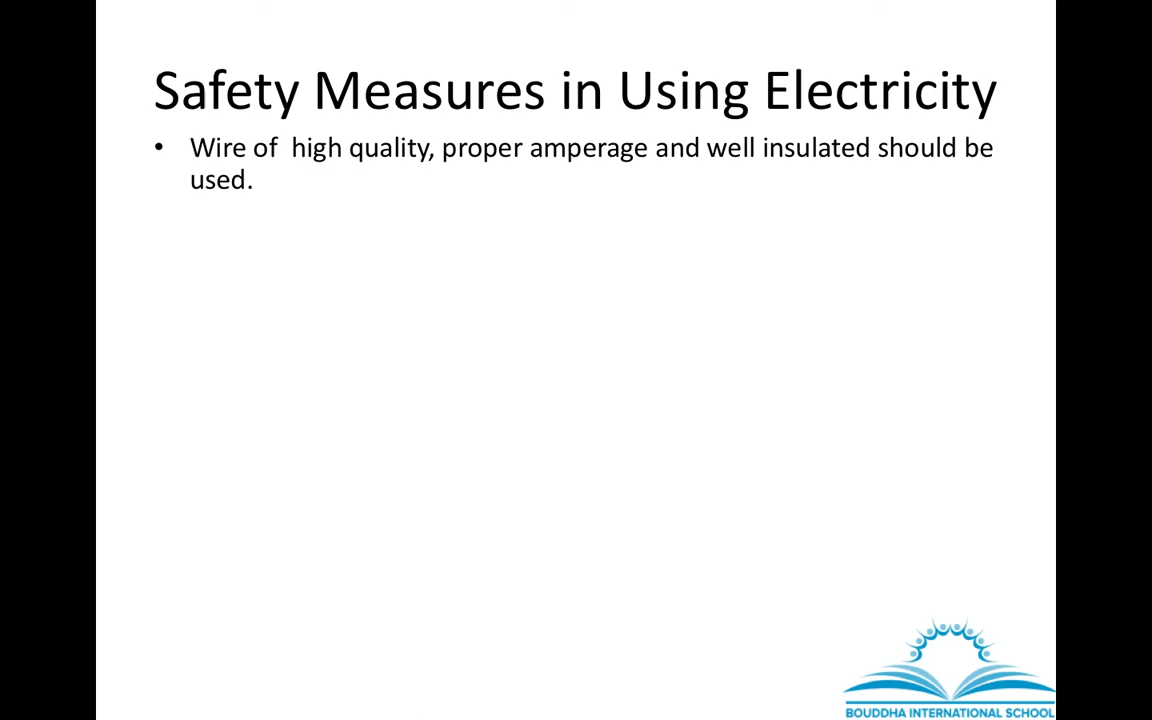 Safety Measures in Using Electricity
• Wire of  high quality, proper amperage and well insulated should be
used.
BOUDDHA INTERNATIONAL SCHOOL